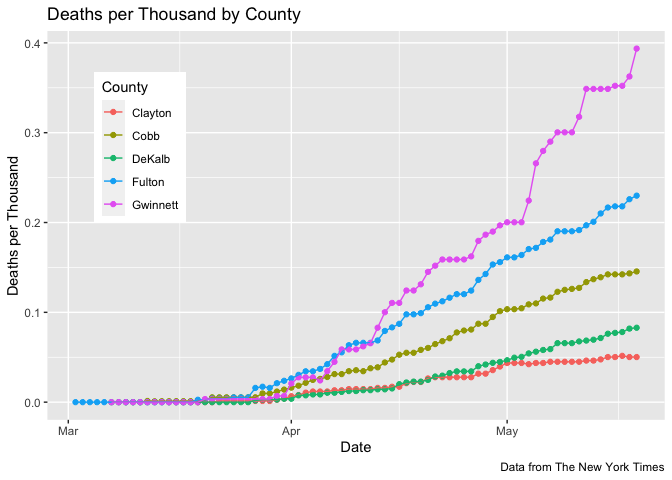 Deaths per Thousand by County
0.4
0.3
0.2
0.1
0.0
Deaths per Thousand
County
Clayton
Cobb
DeKalb
Fulton
Gwinnett
Mar
Apr
May
Date
Data from The New York Times